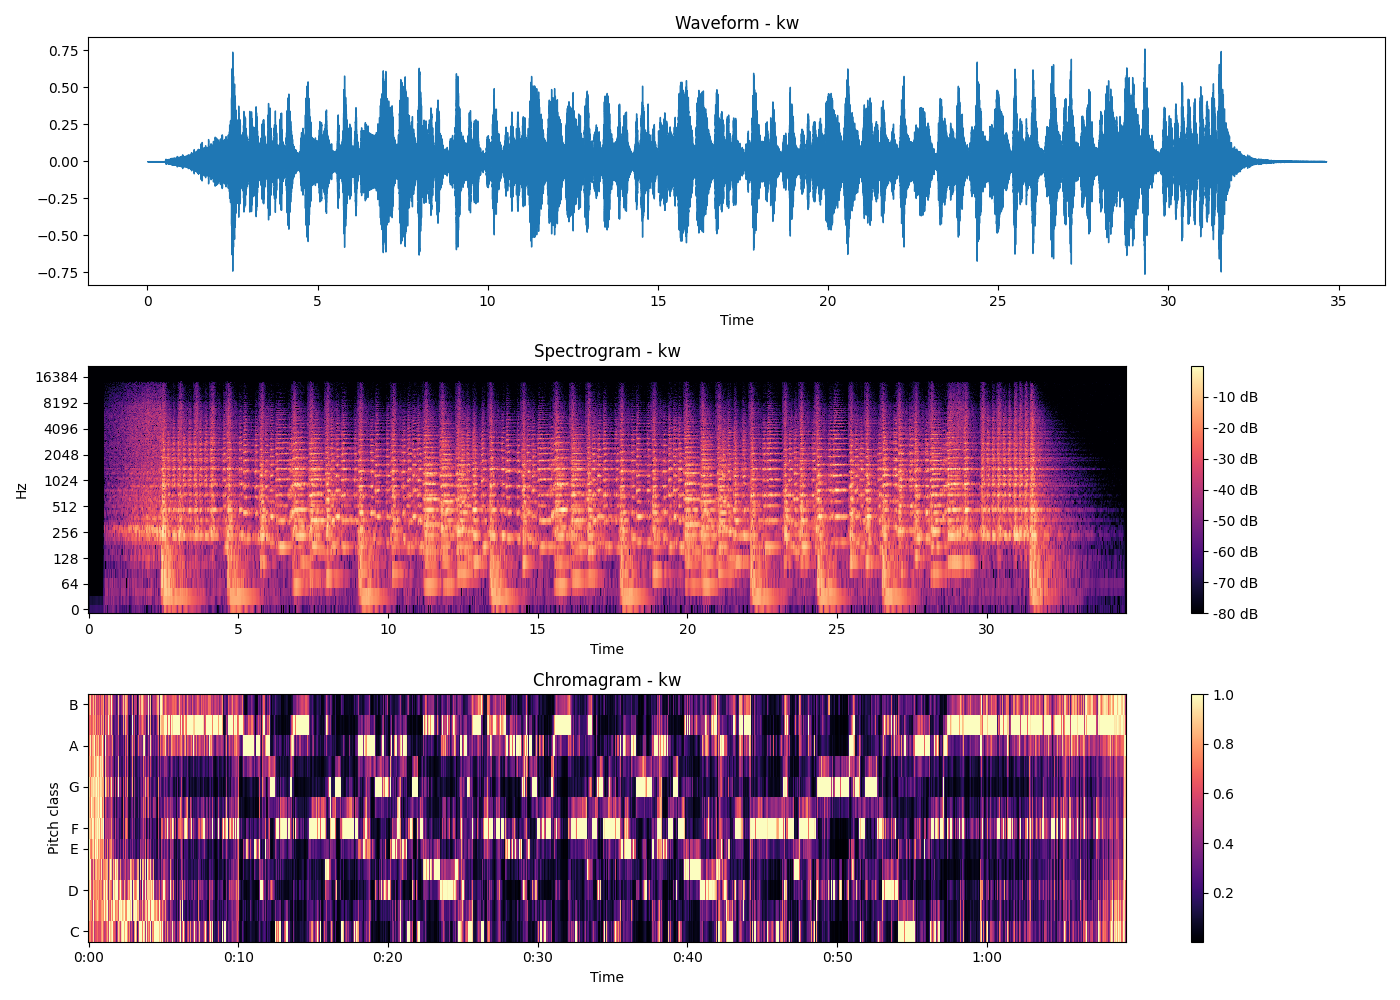 Waveform - kw
0.75
0.50
0.25
0.00
−0.25
−0.50
−0.75
0 5 10 15 20 25 30 35
Time
Spectrogram - kw
Hz
16384
8192
4096
2048
1024
512
256
128
64
0
0 5 10 15 20 25 30
Time
-10 dB
-20 dB
-30 dB
-40 dB
-50 dB
-60 dB
-70 dB
-80 dB
Chromagram - kw
Pitch class
B
A
G
F
E
D
C
0:00 0:10 0:20 0:30 0:40 0:50 1:00
Time
1.0
0.8
0.6
0.4
0.2